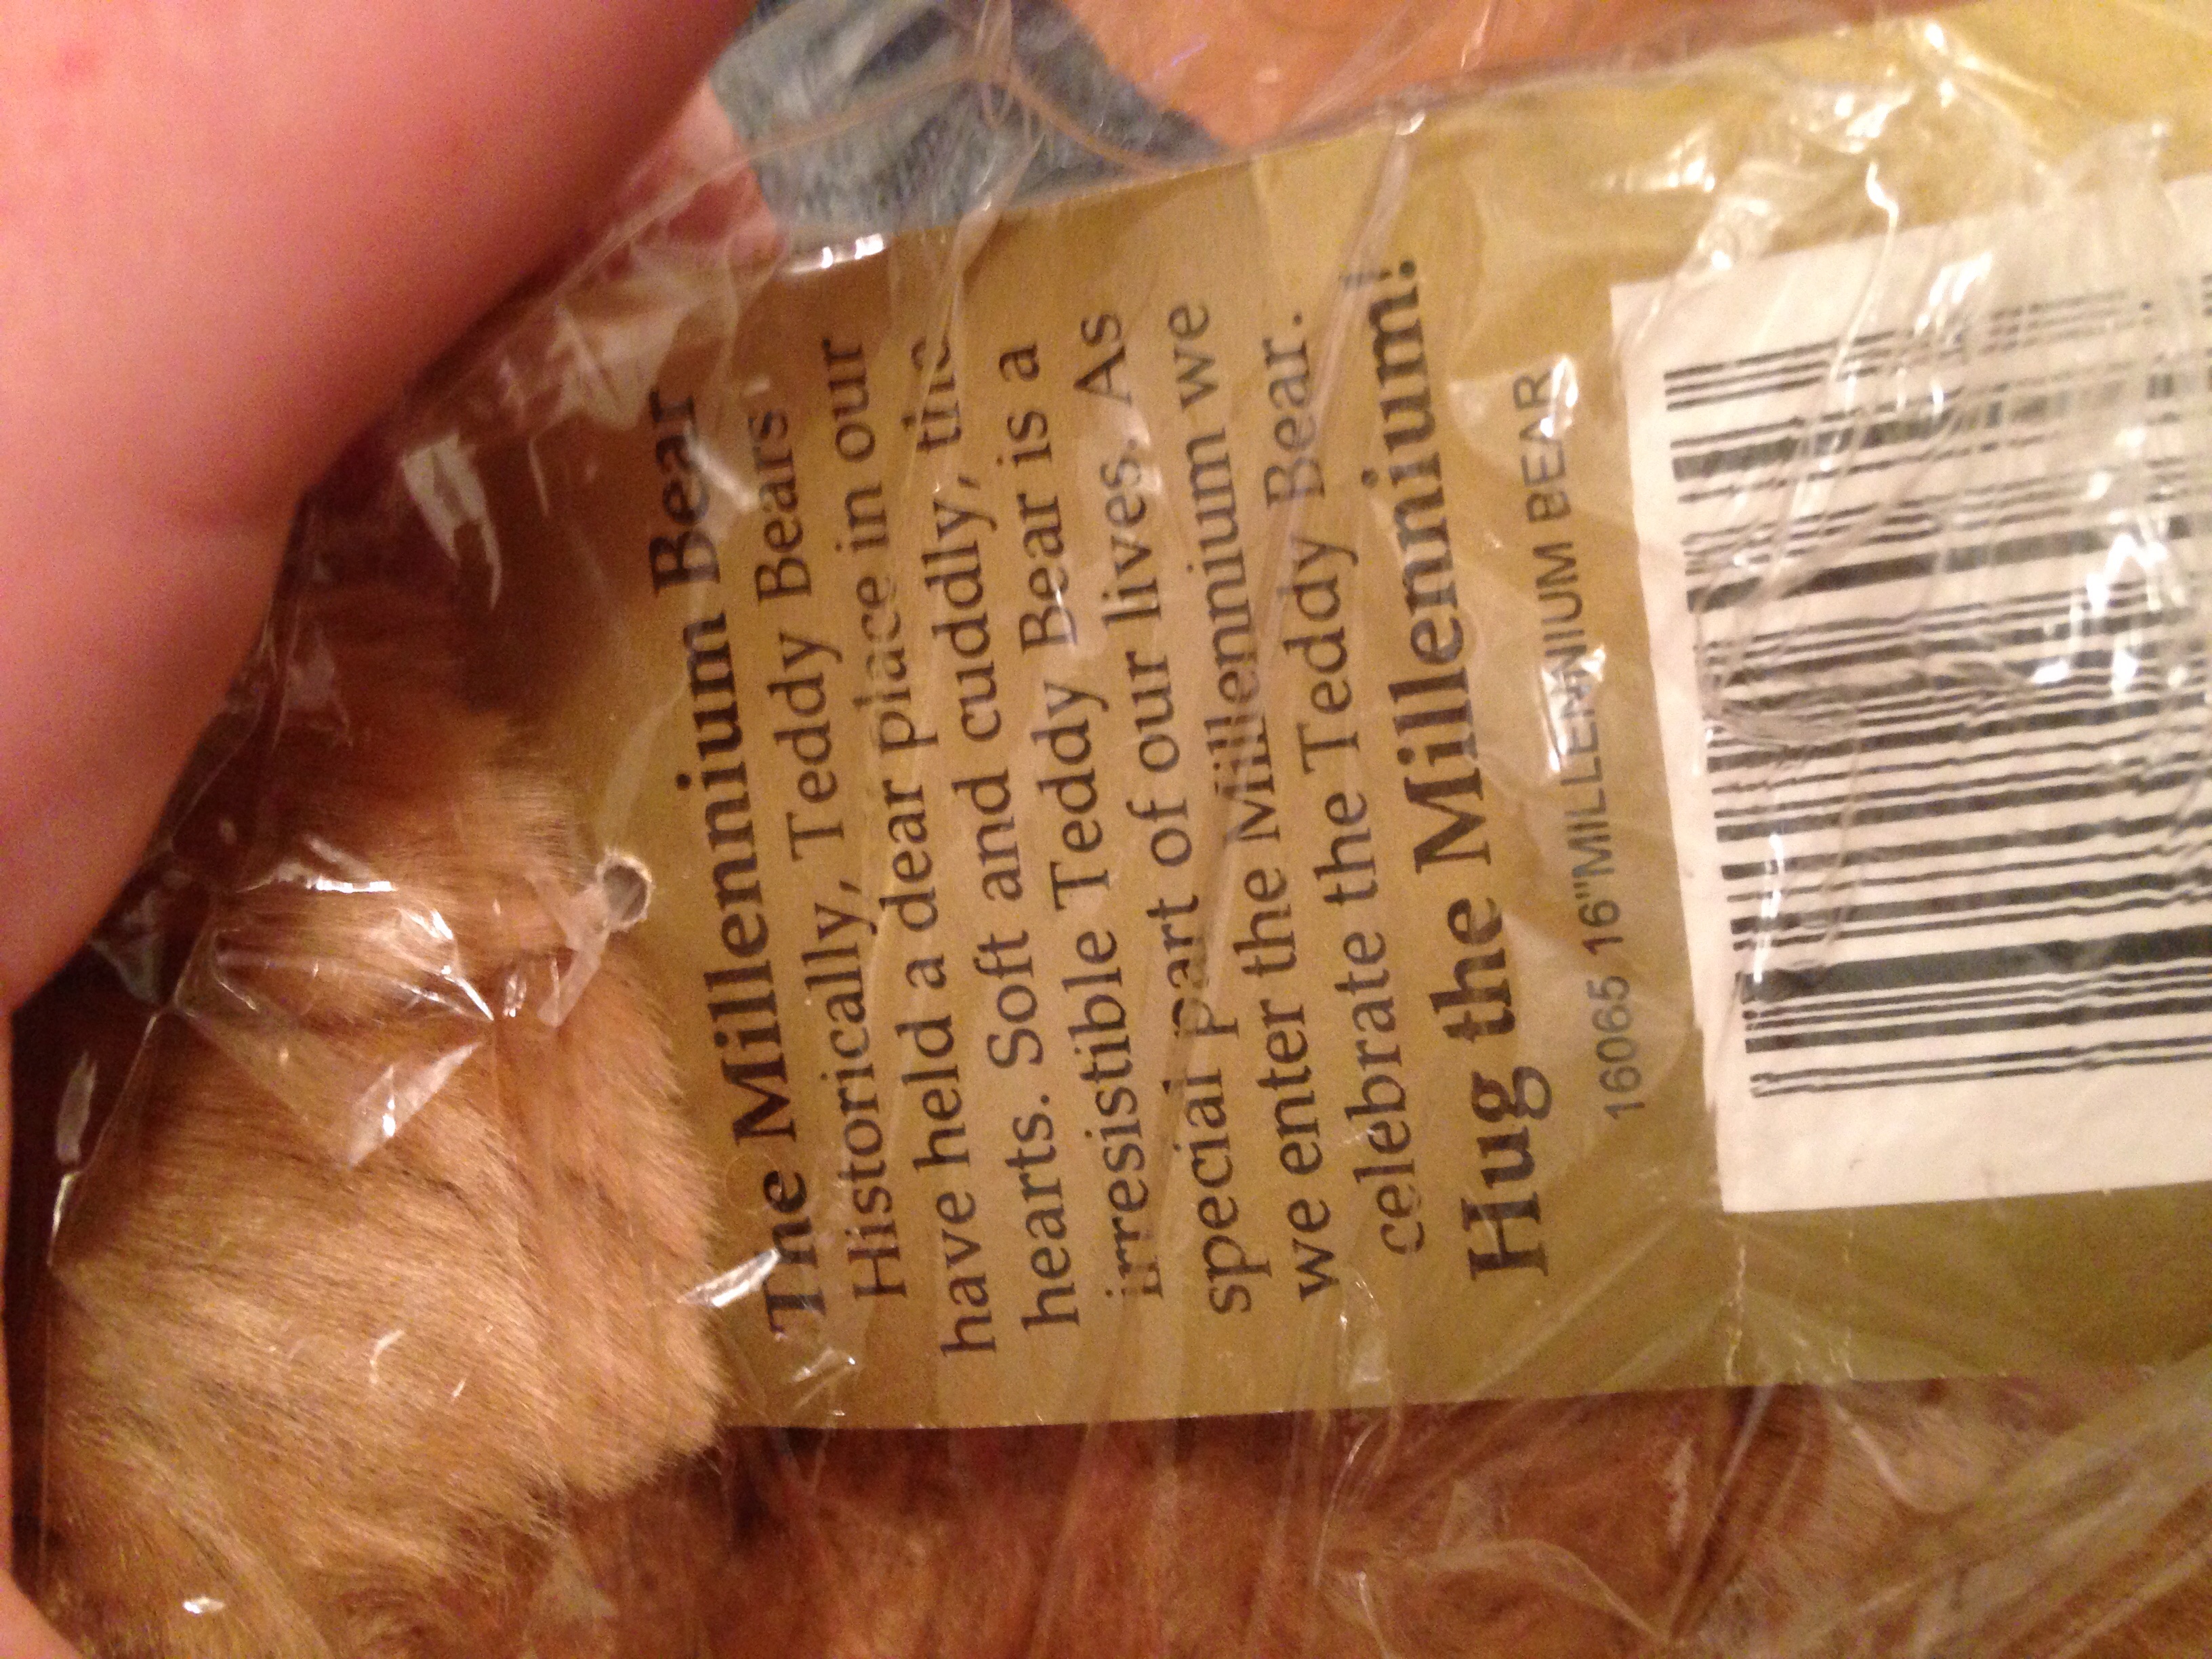 The Millennium Bear
Historically, Teddy Bears
have held a dear place in our
hearts. Soft and cuddly, the
irresistible Teddy Bear is a
special part of our lives. As
we enter the Millennium we
celebrate the Teddy Bear.
Hug the Millennium!
16065 16"MILLENNIUM BEAR